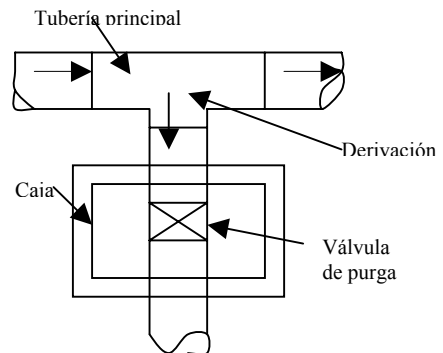 Tubería principal
Derivación
Caja
Válvula
de purga